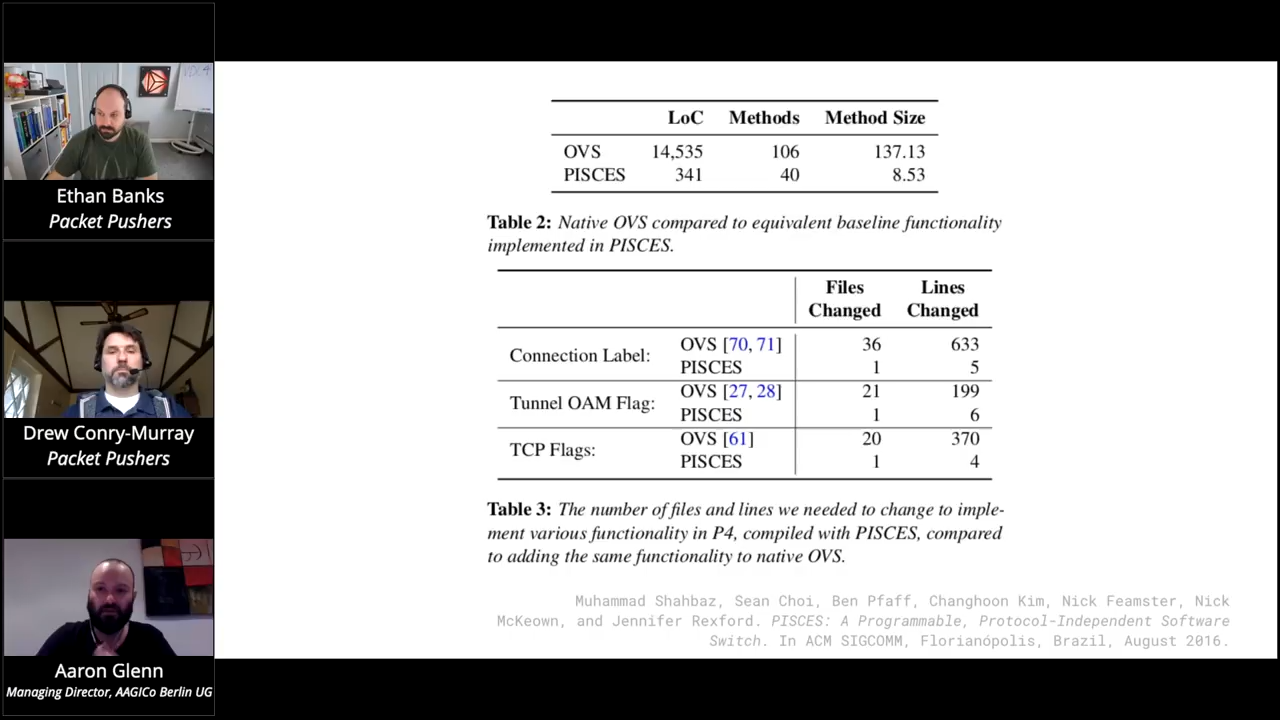 Ethan Banks
Packet Pushers
Drew Conry-Murray
Packet Pushers
Aaron Glenn
Managing Director, AAGICo Berlin UG
LoC Methods Method Size
OVS 14,535 106 137.13
PISCES 341 40 8.53
Table 2: Native OVS compared to equivalent baseline functionality
implemented in PISCES.
Files Lines
Changed Changed
Connection Label: OVS [70, 71] 36 633
PISCES 1 5
Tunnel OAM Flag: OVS [27, 28] 21 199
PISCES 1 6
TCP Flags: OVS [61] 20 370
PISCES 1 4
Table 3: The number of files and lines we needed to change to imple-
ment various functionality in P4, compiled with PISCES, compared
to adding the same functionality to native OVS.
Muhammad Shahbaz, Sean Choi, Ben Pfaff, Changhoon Kim, Nick Feamster, Nick
McKeown, and Jennifer Rexford. PISCES: A Programmable, Protocol-Independent Software
Switch. In ACM SIGCOMM, Florianópolis, Brazil, August 2016.